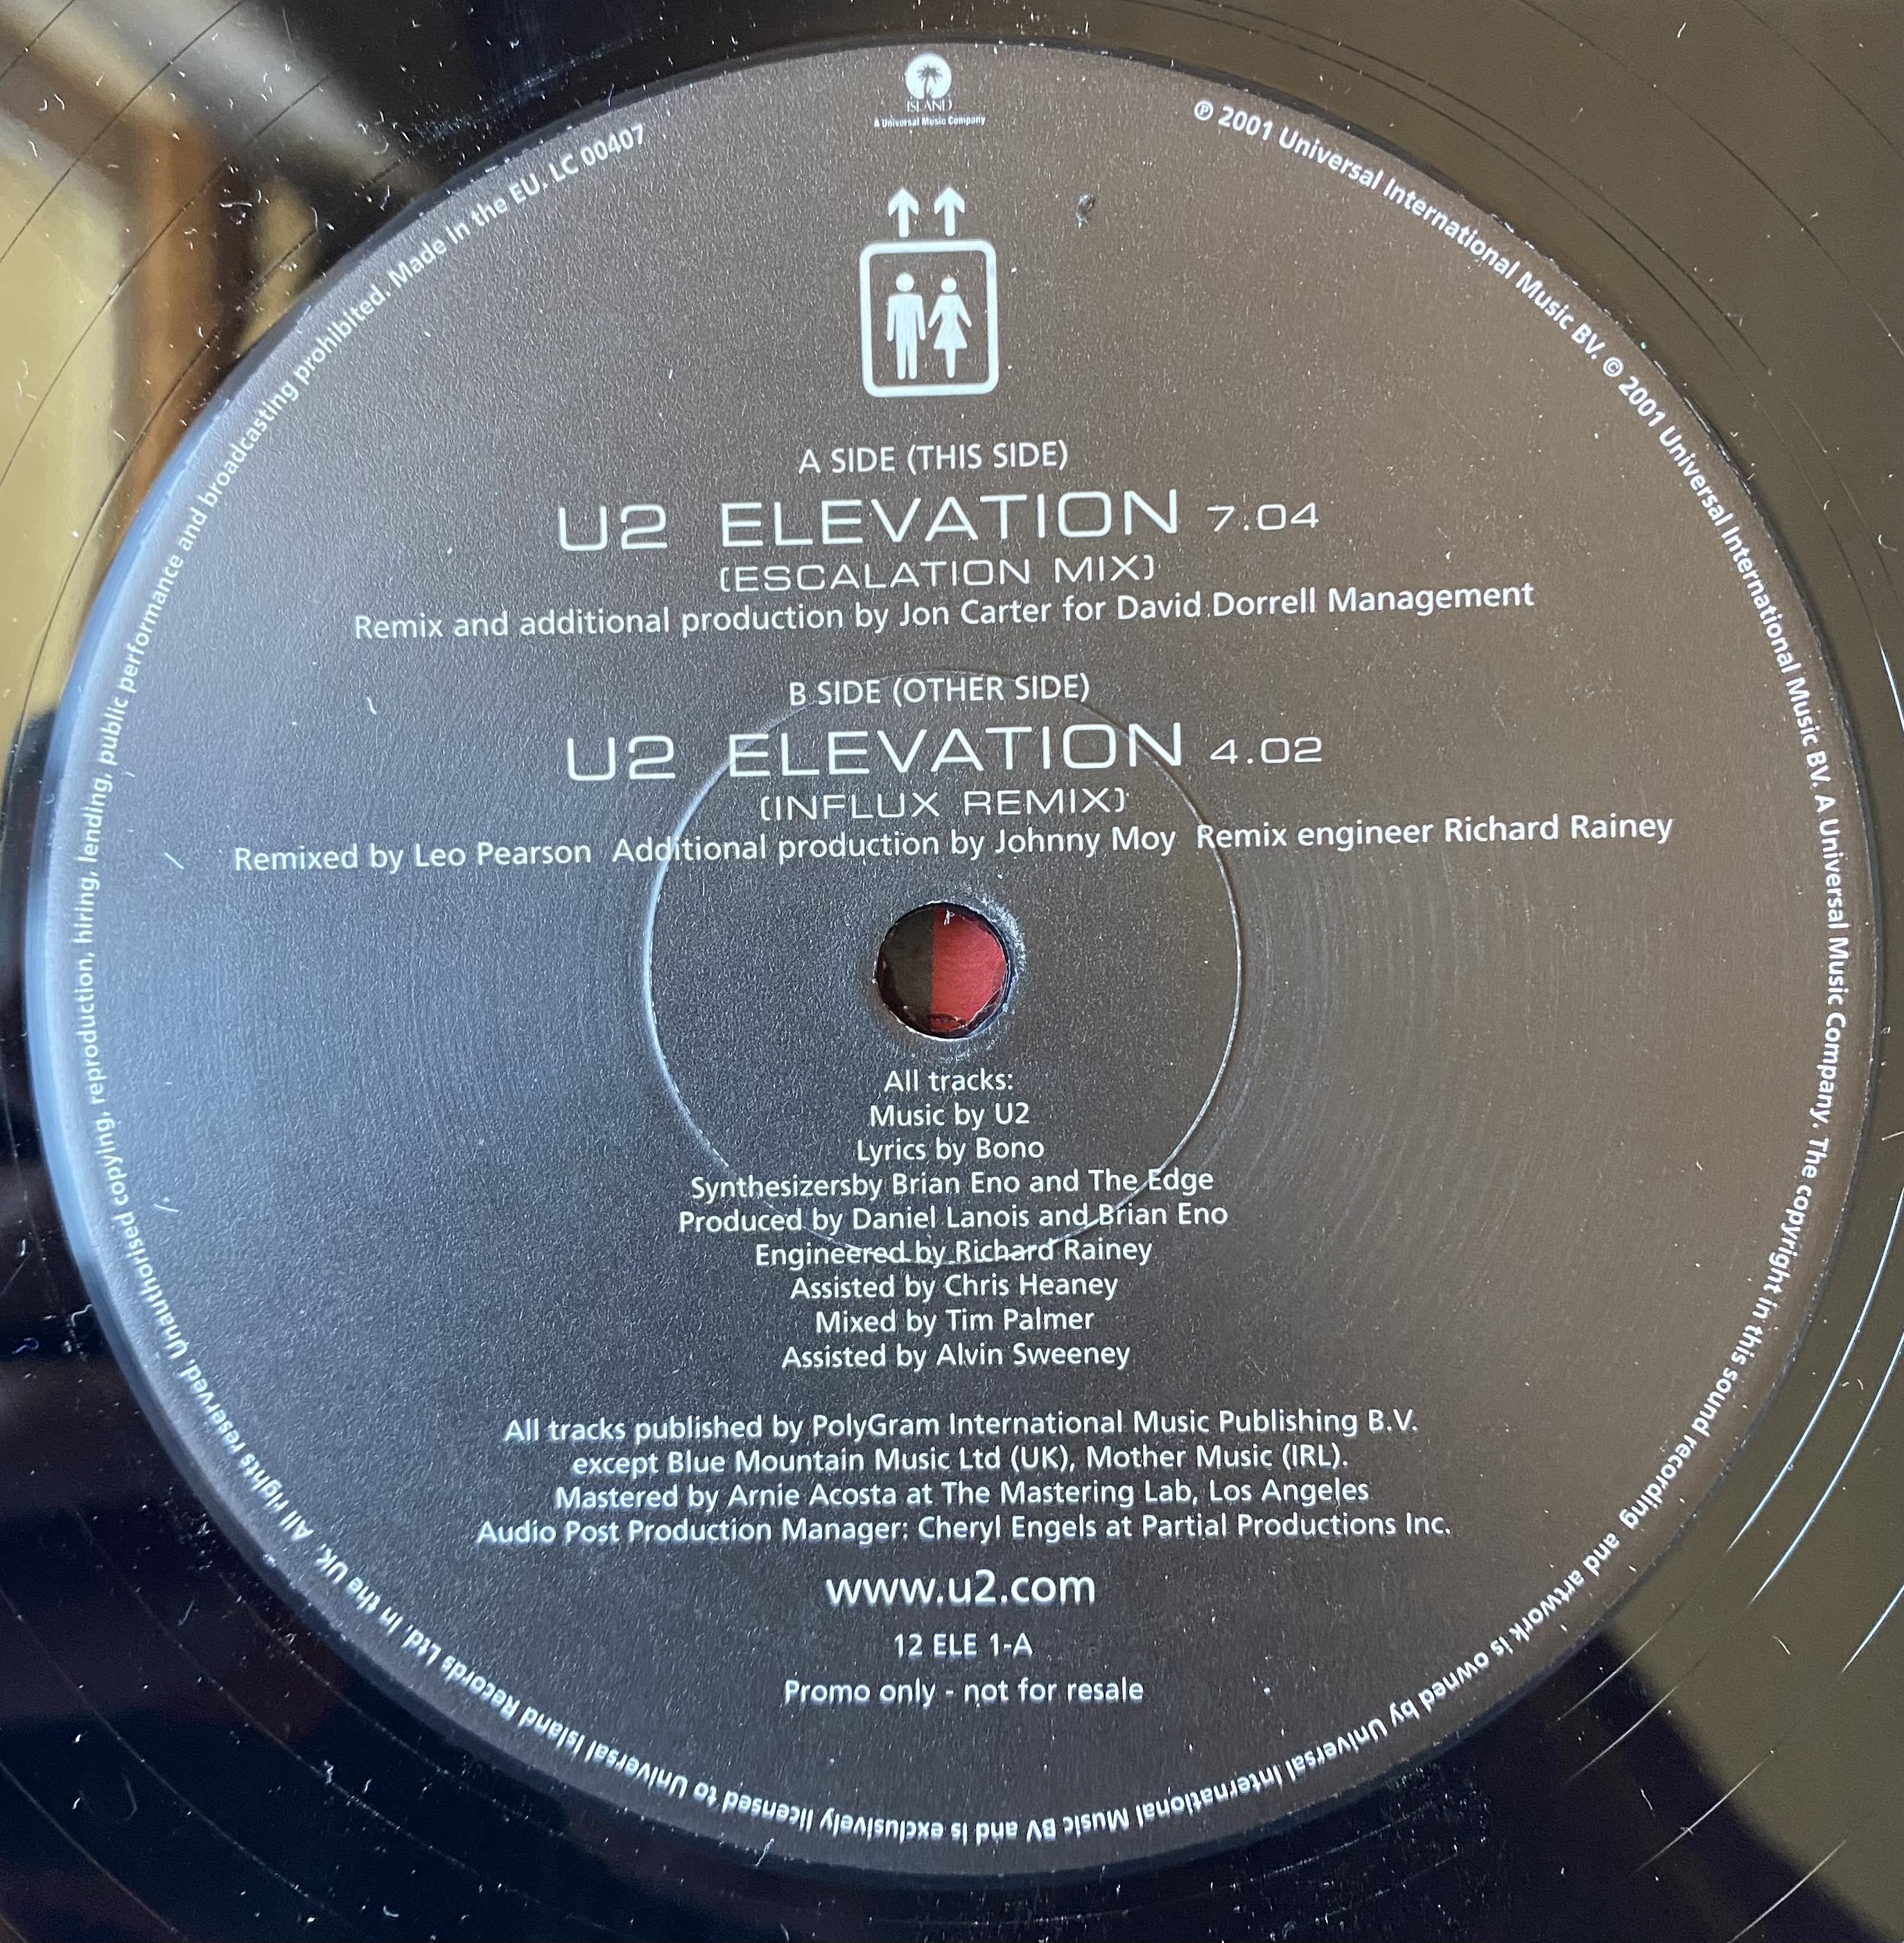 ISLAND
A Universal Music Company
℗ 2001 Universal International Music BV. © 2001 Universal International Music BV. A Universal Music Company. The copyright in this sound recording and artwork is owned by Universal International Music BV and is exclusively licensed to Universal Island Records Ltd. in the UK. All rights reserved. Unauthorised copying, reproduction, hiring, lending, public performance and broadcasting prohibited. Made in the EU. LC 00407
A SIDE (THIS SIDE)
U2 ELEVATION 7.04
(ESCALATION MIX)
Remix and additional production by Jon Carter for David Dorrell Management
B SIDE (OTHER SIDE)
U2 ELEVATION 4.02
(INFLUX REMIX)
Remixed by Leo Pearson Additional production by Johnny Moy Remix engineer Richard Rainey
All tracks:
Music by U2
Lyrics by Bono
Synthesizersby Brian Eno and The Edge
Produced by Daniel Lanois and Brian Eno
Engineered by Richard Rainey
Assisted by Chris Heaney
Mixed by Tim Palmer
Assisted by Alvin Sweeney
All tracks published by PolyGram International Music Publishing B.V.
except Blue Mountain Music Ltd (UK), Mother Music (IRL).
Mastered by Arnie Acosta at The Mastering Lab, Los Angeles
Audio Post Production Manager: Cheryl Engels at Partial Productions Inc.
www.u2.com
12 ELE 1-A
Promo only - not for resale